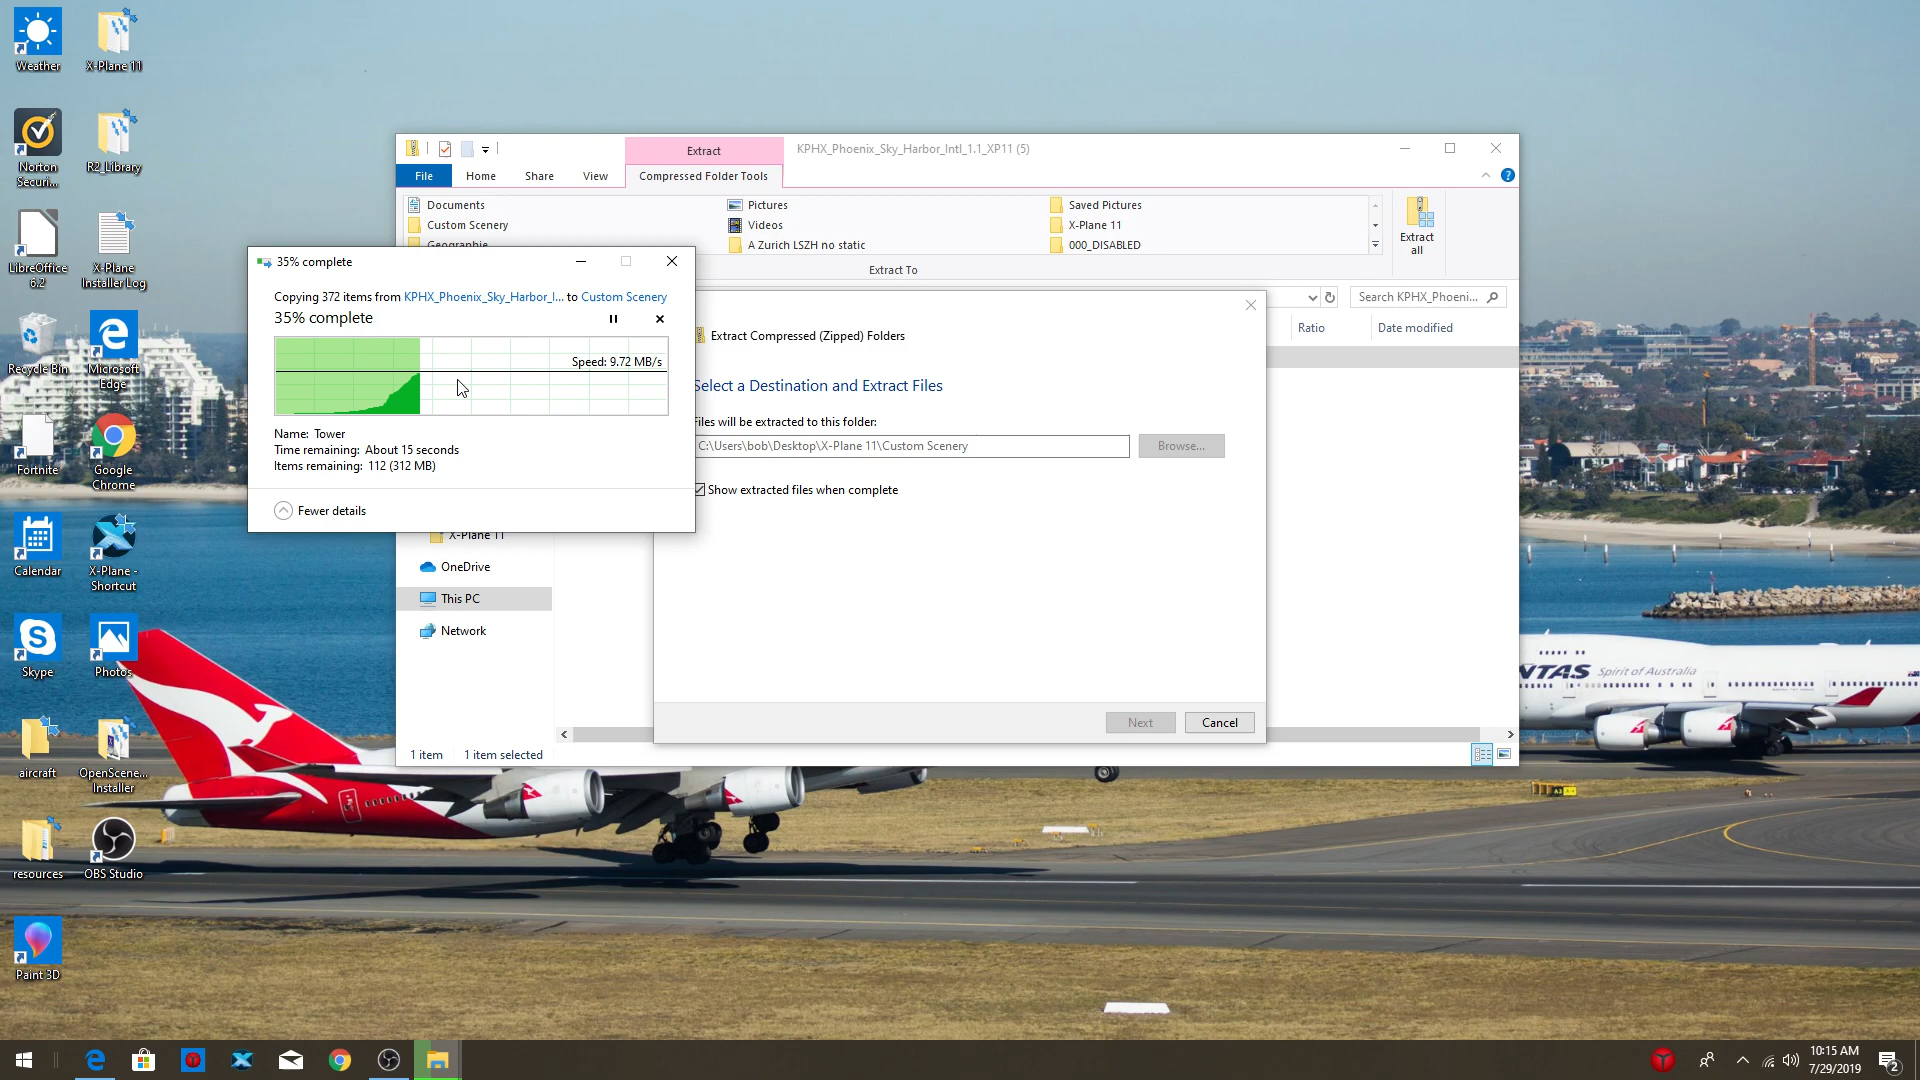 Weather
X-Plane 11
Norton
Securi...
R2_Library
LibreOffice
6.2
X-Plane
Installer Log
Recycle Bin
Microsoft
Edge
Fortnite
Google
Chrome
Calendar
X-Plane -
Shortcut
Skype
Photos
aircraft
OpenScene...
Installer
resources
OBS Studio
Paint 3D
Extract
KPHX_Phoenix_Sky_Harbor_Intl_1.1_XP11 (5)
File
Home
Share
View
Compressed Folder Tools
Documents
Pictures
Saved Pictures
Custom Scenery
Videos
X-Plane 11
Geographie
A Zurich LSZH no static
000_DISABLED
Extract
all
Extract To
Search KPHX_Phoeni...
Ratio
Date modified
35% complete
Copying 372 items from KPHX_Phoenix_Sky_Harbor_I... to Custom Scenery
35% complete
Speed: 9.72 MB/s
Name: Tower
Time remaining: About 15 seconds
Items remaining: 112 (312 MB)
Fewer details
Extract Compressed (Zipped) Folders
Select a Destination and Extract Files
Files will be extracted to this folder:
C:\Users\bob\Desktop\X-Plane 11\Custom Scenery
Browse...
Show extracted files when complete
Next
Cancel
X-Plane 11
OneDrive
This PC
Network
1 item
1 item selected
NTAS Spirit of Australia
10:15 AM
7/29/2019
2